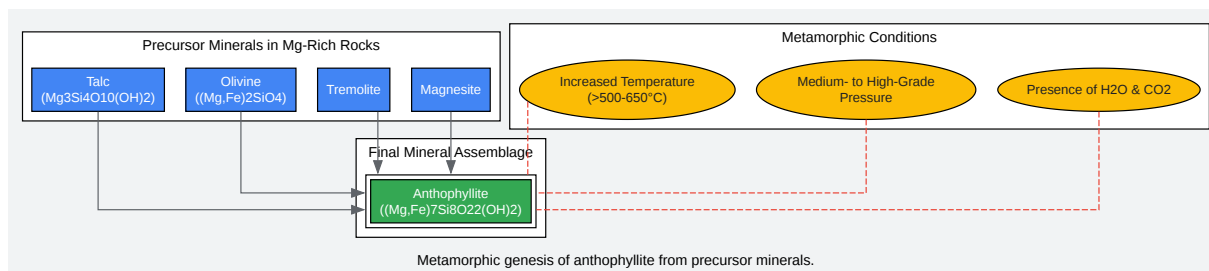 Precursor Minerals in Mg-Rich Rocks
Talc
(Mg3Si4O10(OH)2)
Olivine
((Mg,Fe)2SiO4)
Tremolite
Magnesite
Metamorphic Conditions
Increased Temperature
(>500-650°C)
Medium- to High-Grade
Pressure
Presence of H2O & CO2
Final Mineral Assemblage
Anthophyllite
((Mg,Fe)7Si8O22(OH)2)
Metamorphic genesis of anthophyllite from precursor minerals.